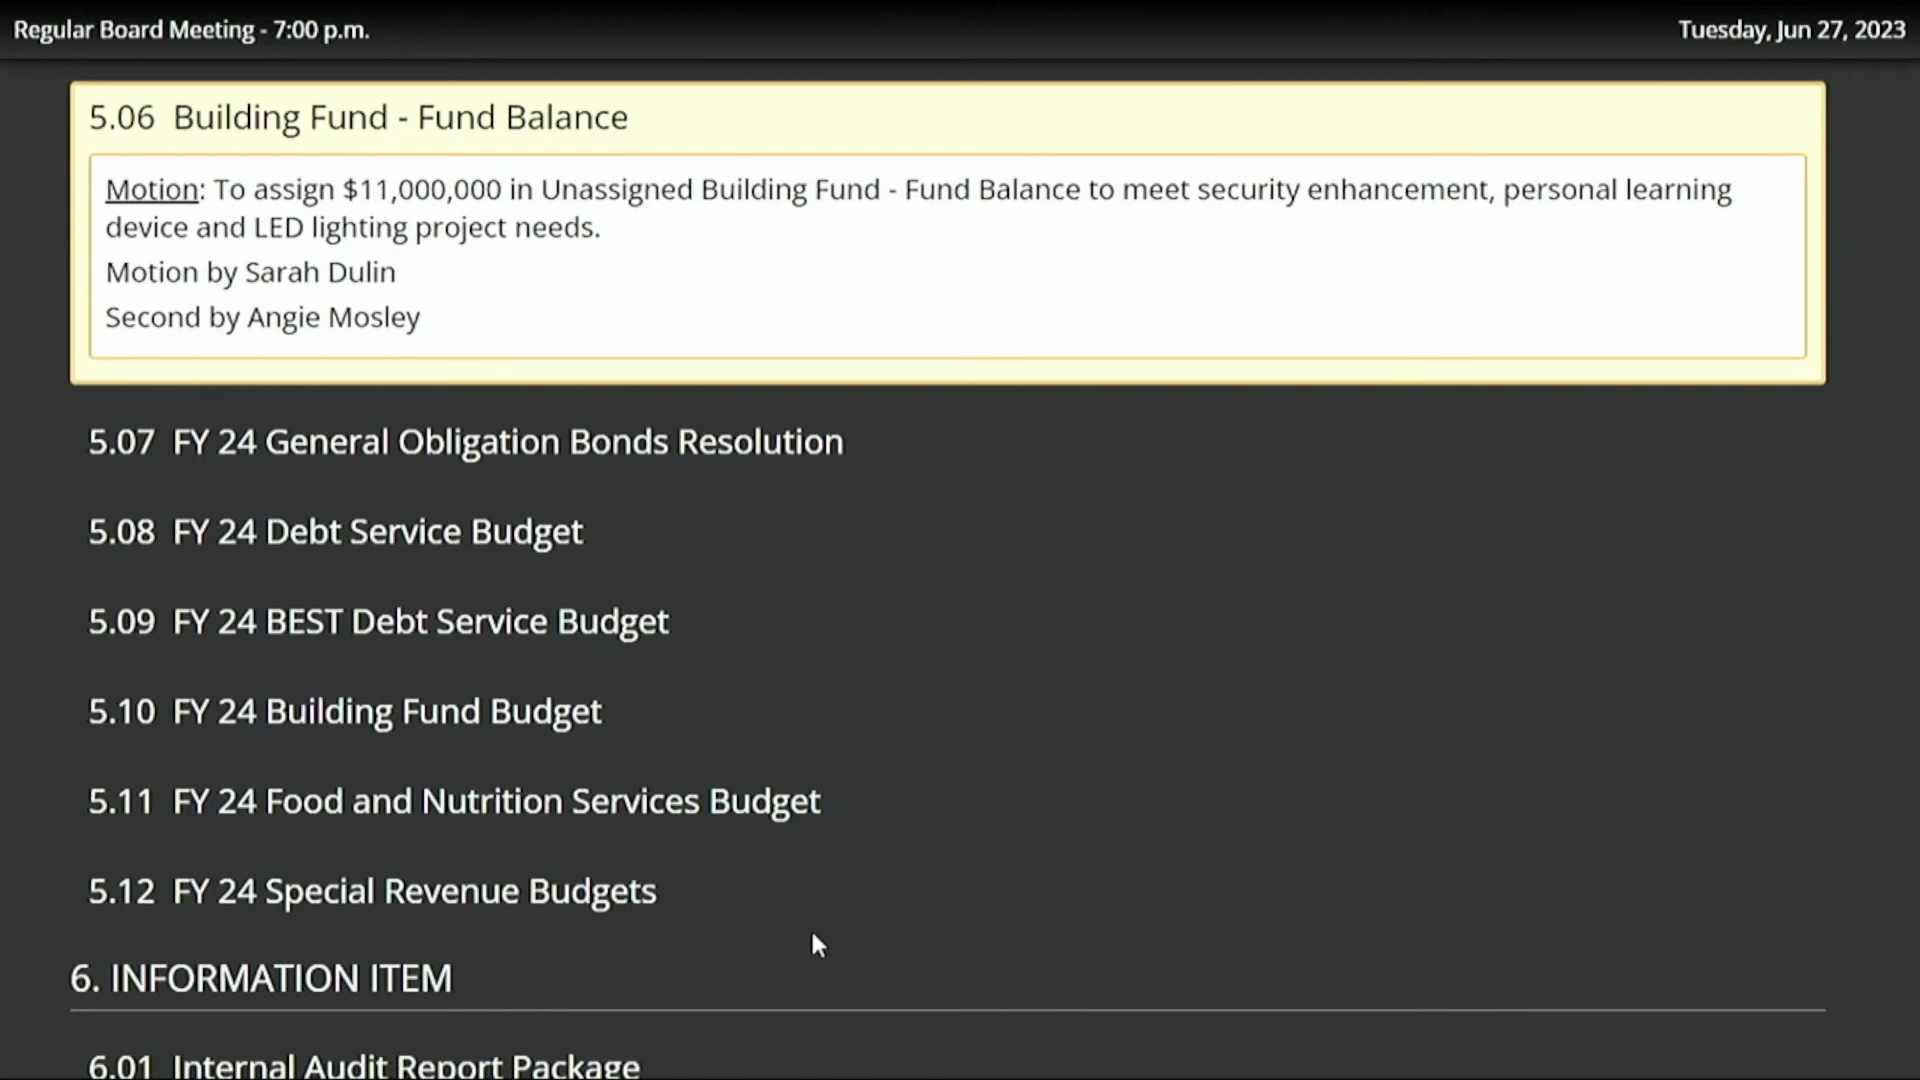 Regular Board Meeting - 7:00 p.m.
Tuesday, Jun 27, 2023
5.06 Building Fund - Fund Balance
Motion: To assign $11,000,000 in Unassigned Building Fund - Fund Balance to meet security enhancement, personal learning
device and LED lighting project needs.
Motion by Sarah Dulin
Second by Angie Mosley
5.07 FY 24 General Obligation Bonds Resolution
5.08 FY 24 Debt Service Budget
5.09 FY 24 BEST Debt Service Budget
5.10 FY 24 Building Fund Budget
5.11 FY 24 Food and Nutrition Services Budget
5.12 FY 24 Special Revenue Budgets
6. INFORMATION ITEM
6.01 Internal Audit Report Package